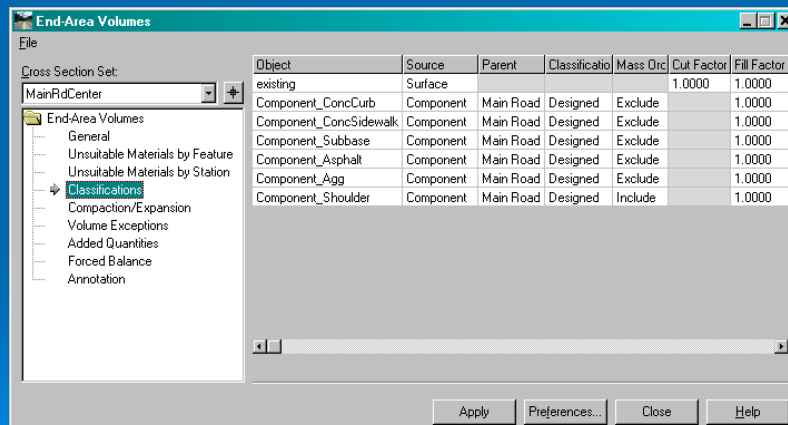 End-Area Volumes
File
Cross Section Set:
MainRdCenter
End-Area Volumes
General
Unsuitable Materials by Feature
Unsuitable Materials by Station
Classifications
Compaction/Expansion
Volume Exceptions
Added Quantities
Forced Balance
Annotation
Object Source Parent Classificatio Mass Orc Cut Factor Fill Factor
existing Surface 1.0000 1.0000
Component_ConcCurb Component Main Road Designed Exclude 1.0000
Component_ConcSidewalk Component Main Road Designed Exclude 1.0000
Component_Subbase Component Main Road Designed Exclude 1.0000
Component_Asphalt Component Main Road Designed Exclude 1.0000
Component_Agg Component Main Road Designed Exclude 1.0000
Component_Shoulder Component Main Road Designed Include 1.0000
Apply Preferences... Close Help